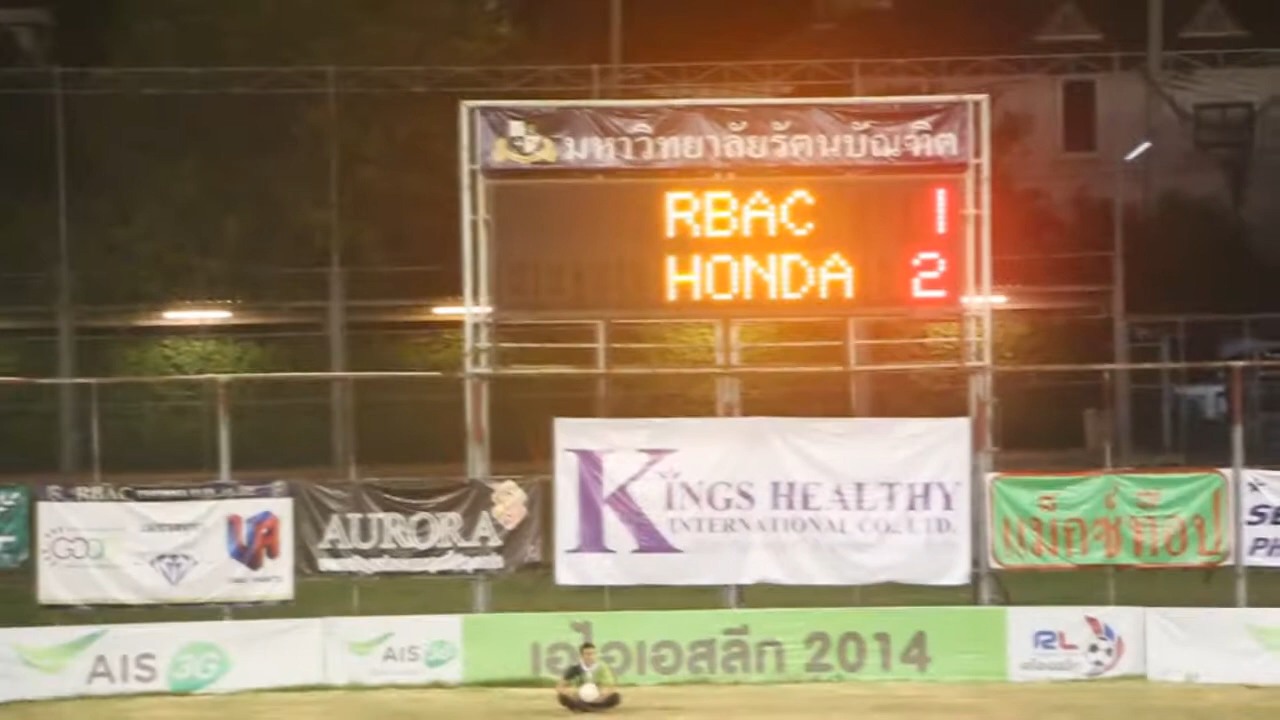 มหาวิทยาลัยรัตนบัณฑิต
RBAC 1
HONDA 2
KINGS HEALTHY
INTERNATIONAL CO., LTD.
AURORA
RBAC
แม็อกซ์ท๊อป
AIS 3G
AIS 3G
เอไอเอสลีก 2014
RL